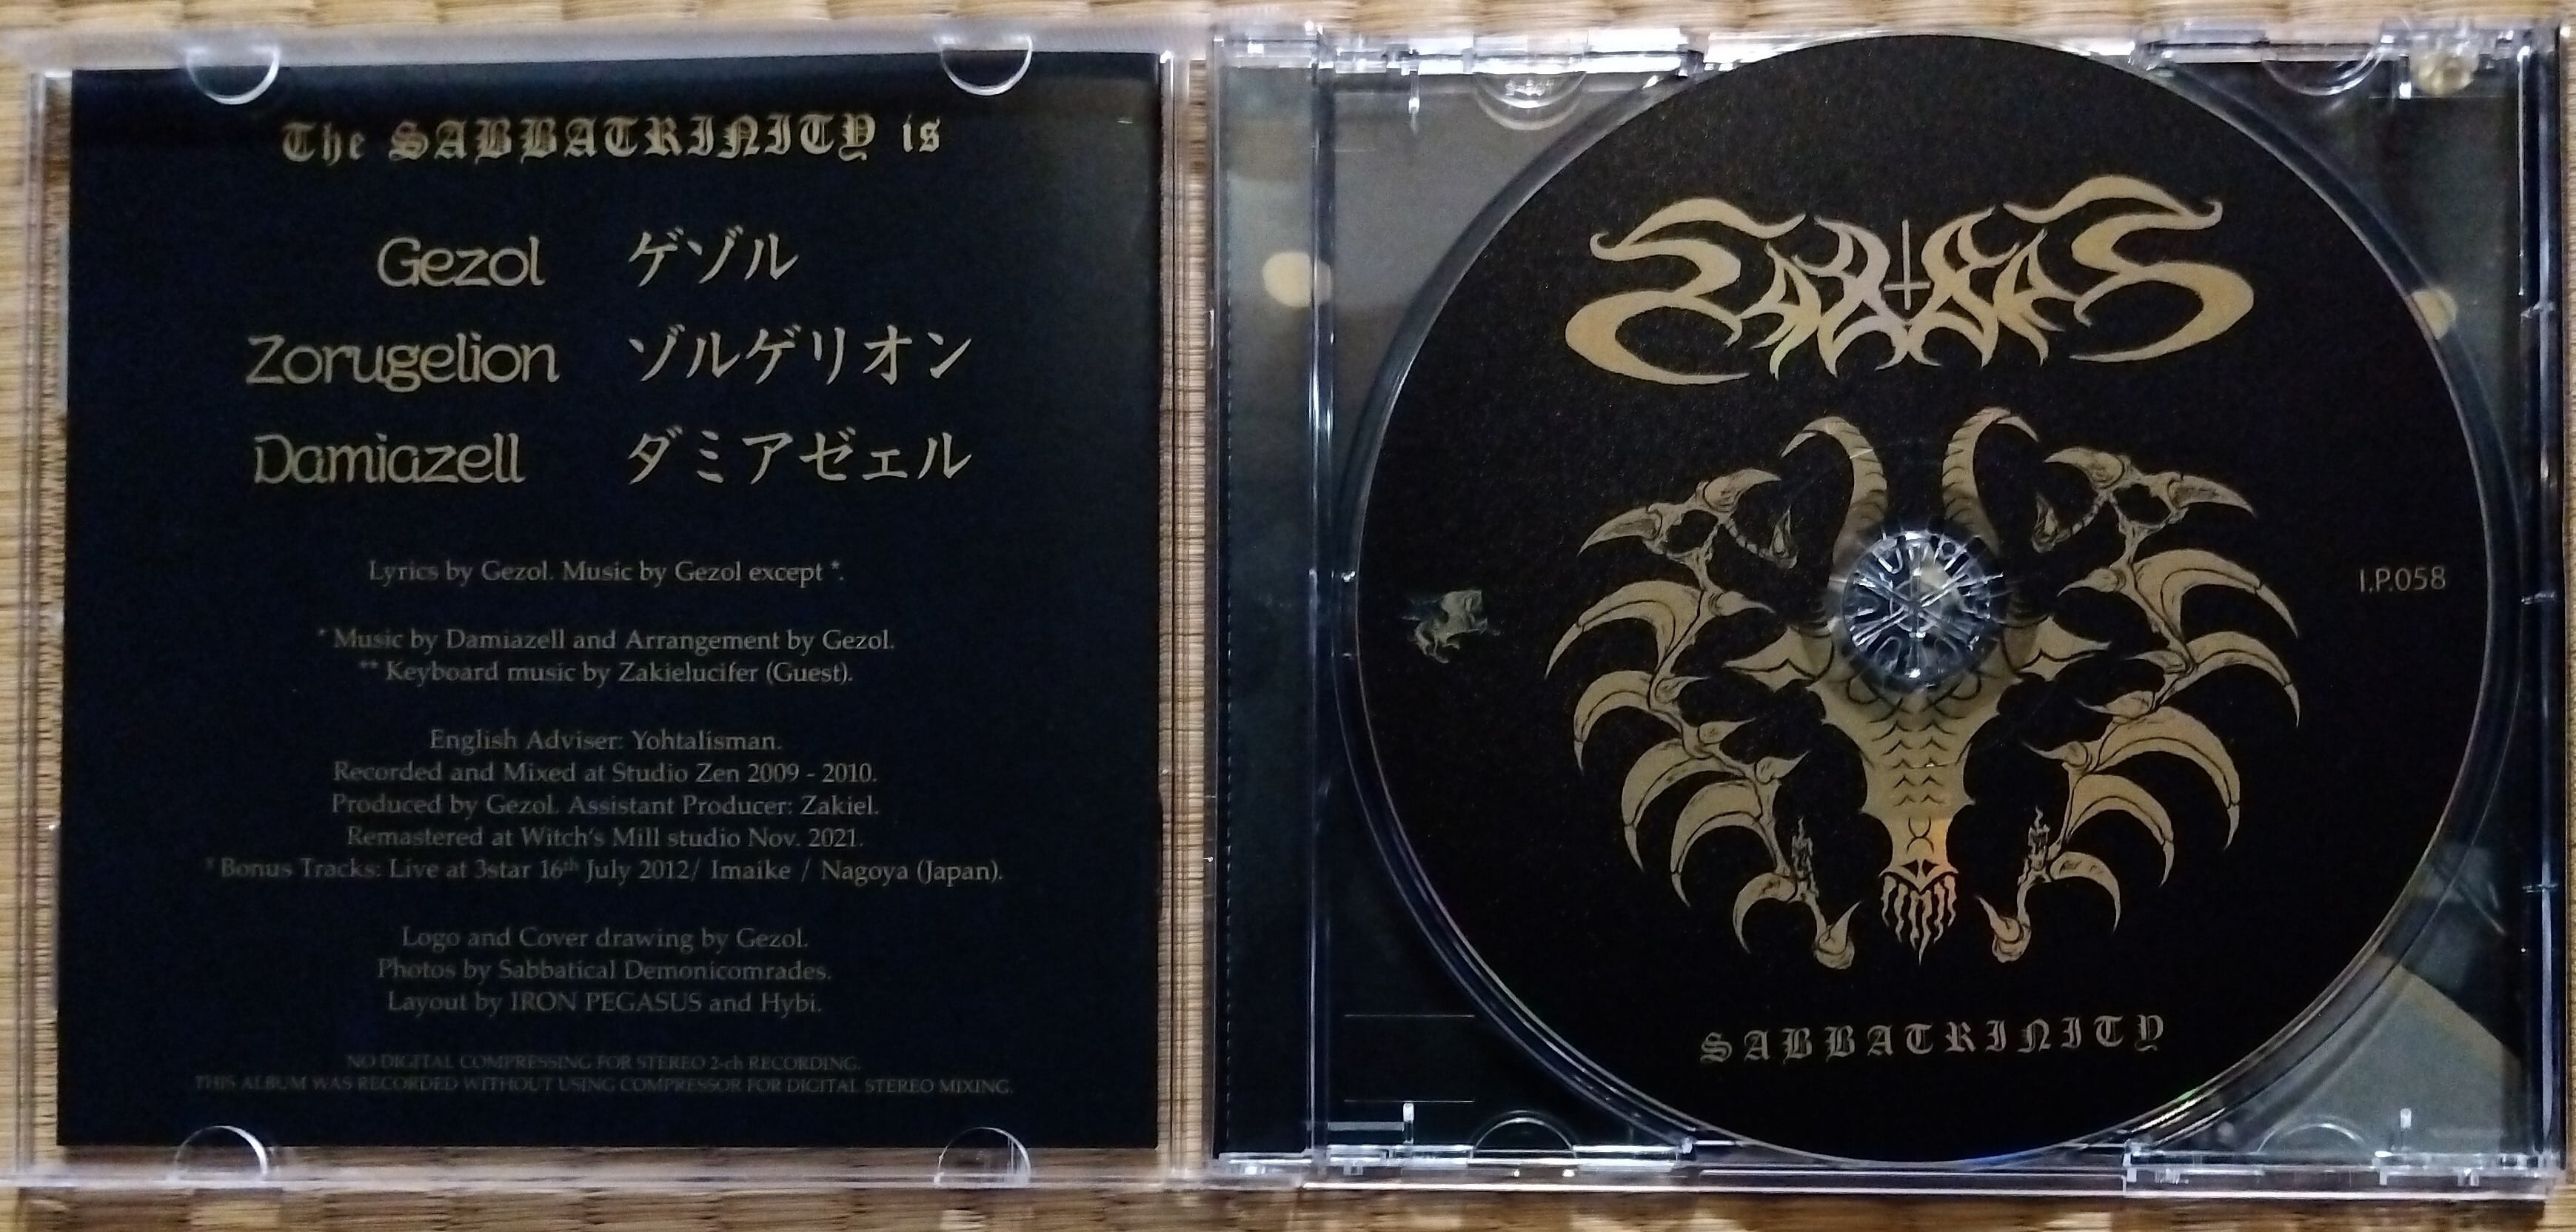 The SABBATRINITY is
Gezol ゲゾル
Zorugelion ゾルゲリオン
Damiazell ダミアゼェル
Lyrics by Gezol. Music by Gezol except *.
* Music by Damiazell and Arrangement by Gezol.
** Keyboard music by Zakielucifer (Guest).
English Adviser: Yohtalisman.
Recorded and Mixed at Studio Zen 2009 - 2010.
Produced by Gezol. Assistant Producer: Zakiel.
Remastered at Witch's Mill studio Nov. 2021.
* Bonus Tracks: Live at 3star 16th July 2012/ Imaike / Nagoya (Japan).
Logo and Cover drawing by Gezol.
Photos by Sabbatical Demonicomrades.
Layout by IRON PEGASUS and Hybi.
NO DIGITAL COMPRESSING FOR STEREO 2-ch RECORDING.
THIS ALBUM WAS RECORDED WITHOUT USING COMPRESSOR FOR DIGITAL STEREO MIXING.
SABBAT
I.P.058
SABBATRINITY